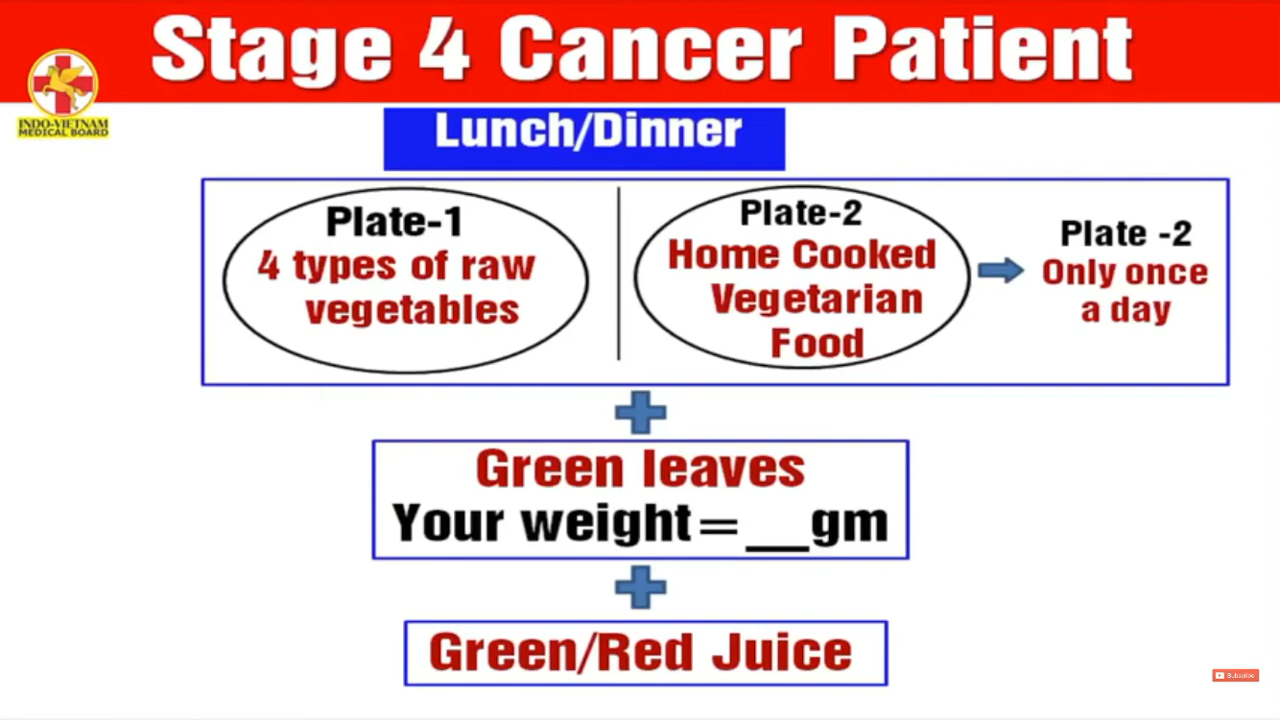 Stage 4 Cancer Patient
INDO-VIETNAM
MEDICAL BOARD
Lunch/Dinner
Plate-1
4 types of raw
vegetables
Plate-2
Home Cooked
Vegetarian
Food
Plate -2
Only once
a day
Green leaves
Your weight=__gm
Green/Red Juice
Subscribe